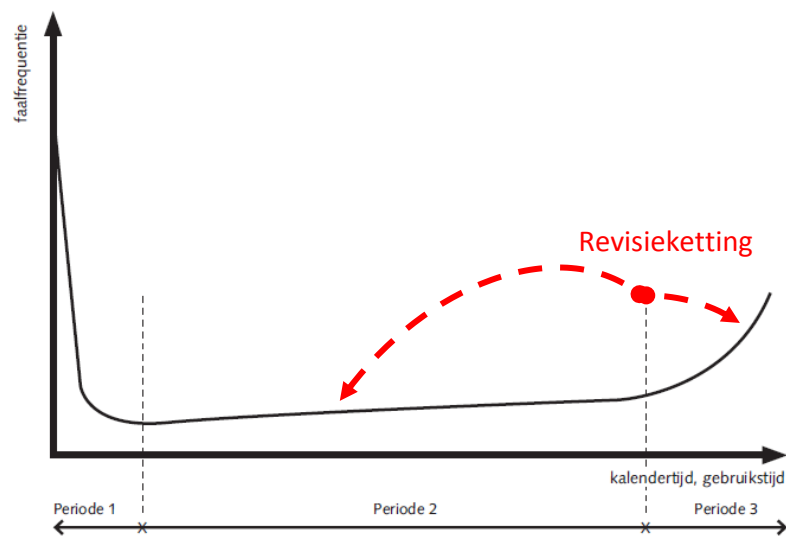 faalfrequentie
Revisieketting
kalendertijd, gebruikstijd
Periode 1
Periode 2
Periode 3